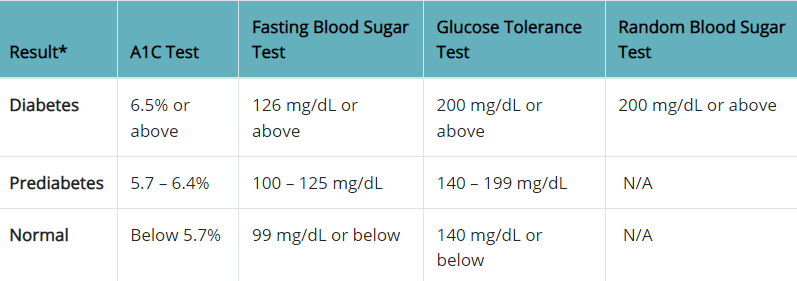 Result* A1C Test Fasting Blood Sugar Test Glucose Tolerance Test Random Blood Sugar Test
Diabetes 6.5% or above 126 mg/dL or above 200 mg/dL or above 200 mg/dL or above
Prediabetes 5.7 – 6.4% 100 – 125 mg/dL 140 – 199 mg/dL N/A
Normal Below 5.7% 99 mg/dL or below 140 mg/dL or below N/A